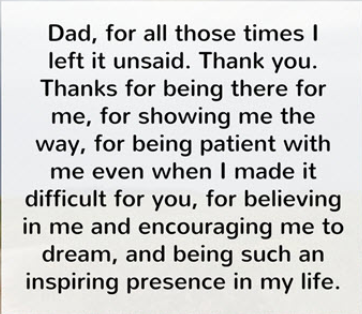 Dad, for all those times I
left it unsaid. Thank you.
Thanks for being there for
me, for showing me the
way, for being patient with
me even when I made it
difficult for you, for believing
in me and encouraging me to
dream, and being such an
inspiring presence in my life.